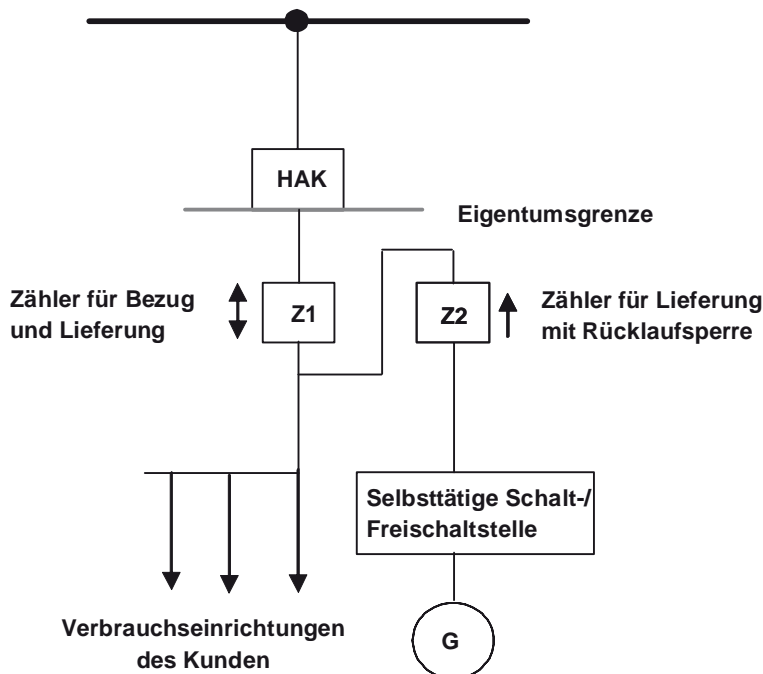 HAK
Eigentumsgrenze
Zähler für Bezug
und Lieferung
Z1
Z2
Zähler für Lieferung
mit Rücklaufsperre
Selbsttätige Schalt-/
Freischaltstelle
Verbrauchseinrichtungen
des Kunden
G